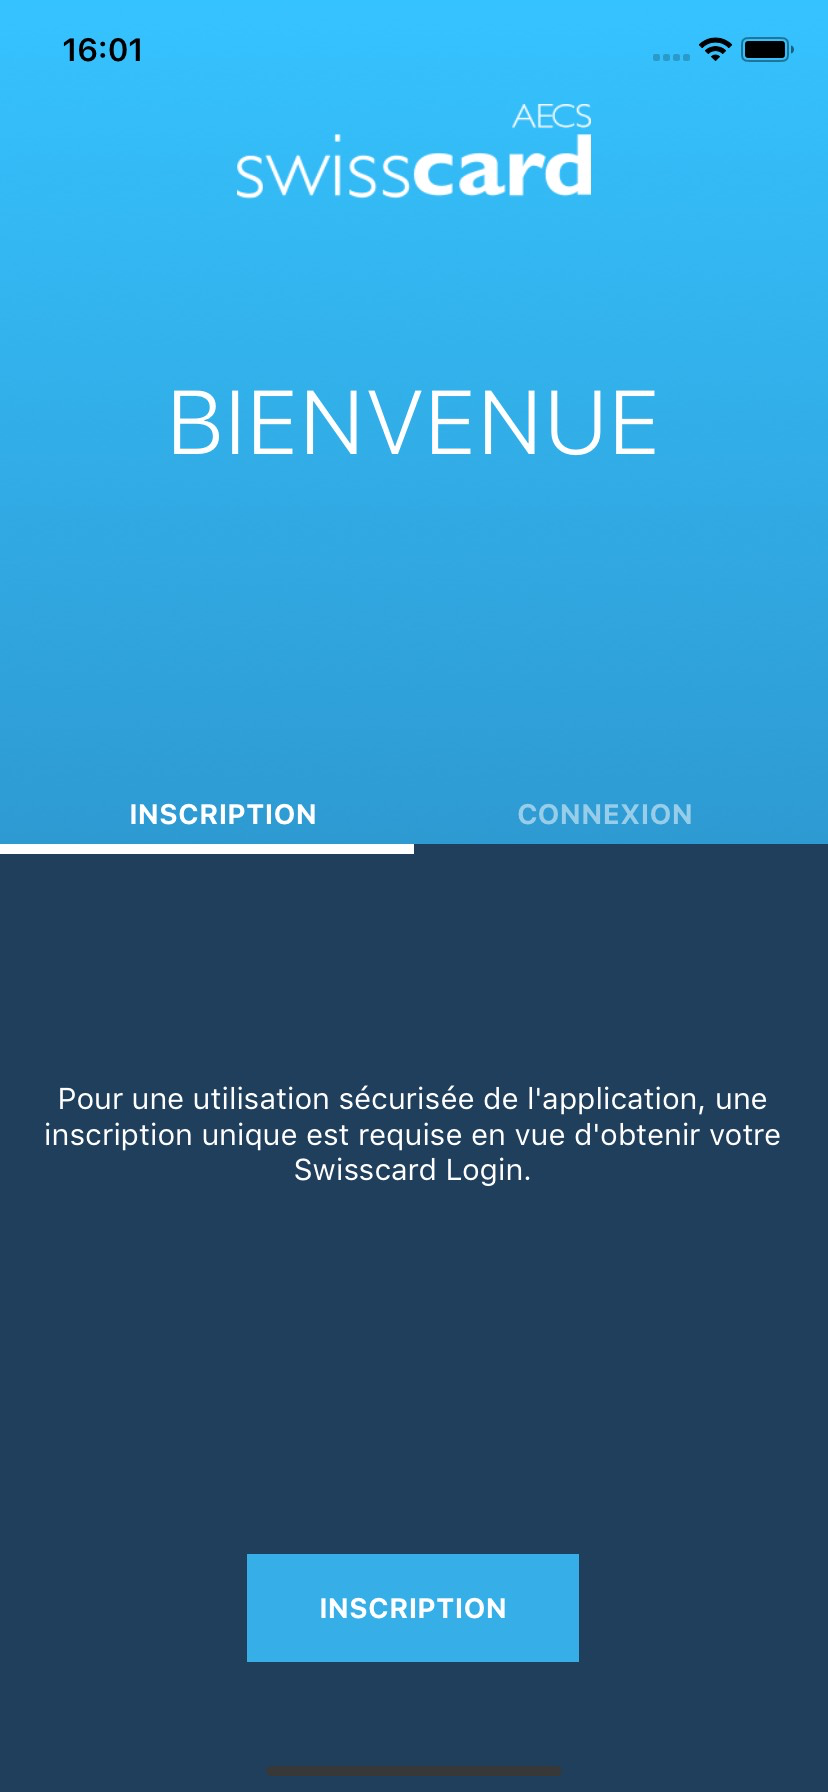 16:01
AECS
swisscard
BIENVENUE
INSCRIPTION CONNEXION
Pour une utilisation sécurisée de l'application, une
inscription unique est requise en vue d'obtenir votre
Swisscard Login.
INSCRIPTION